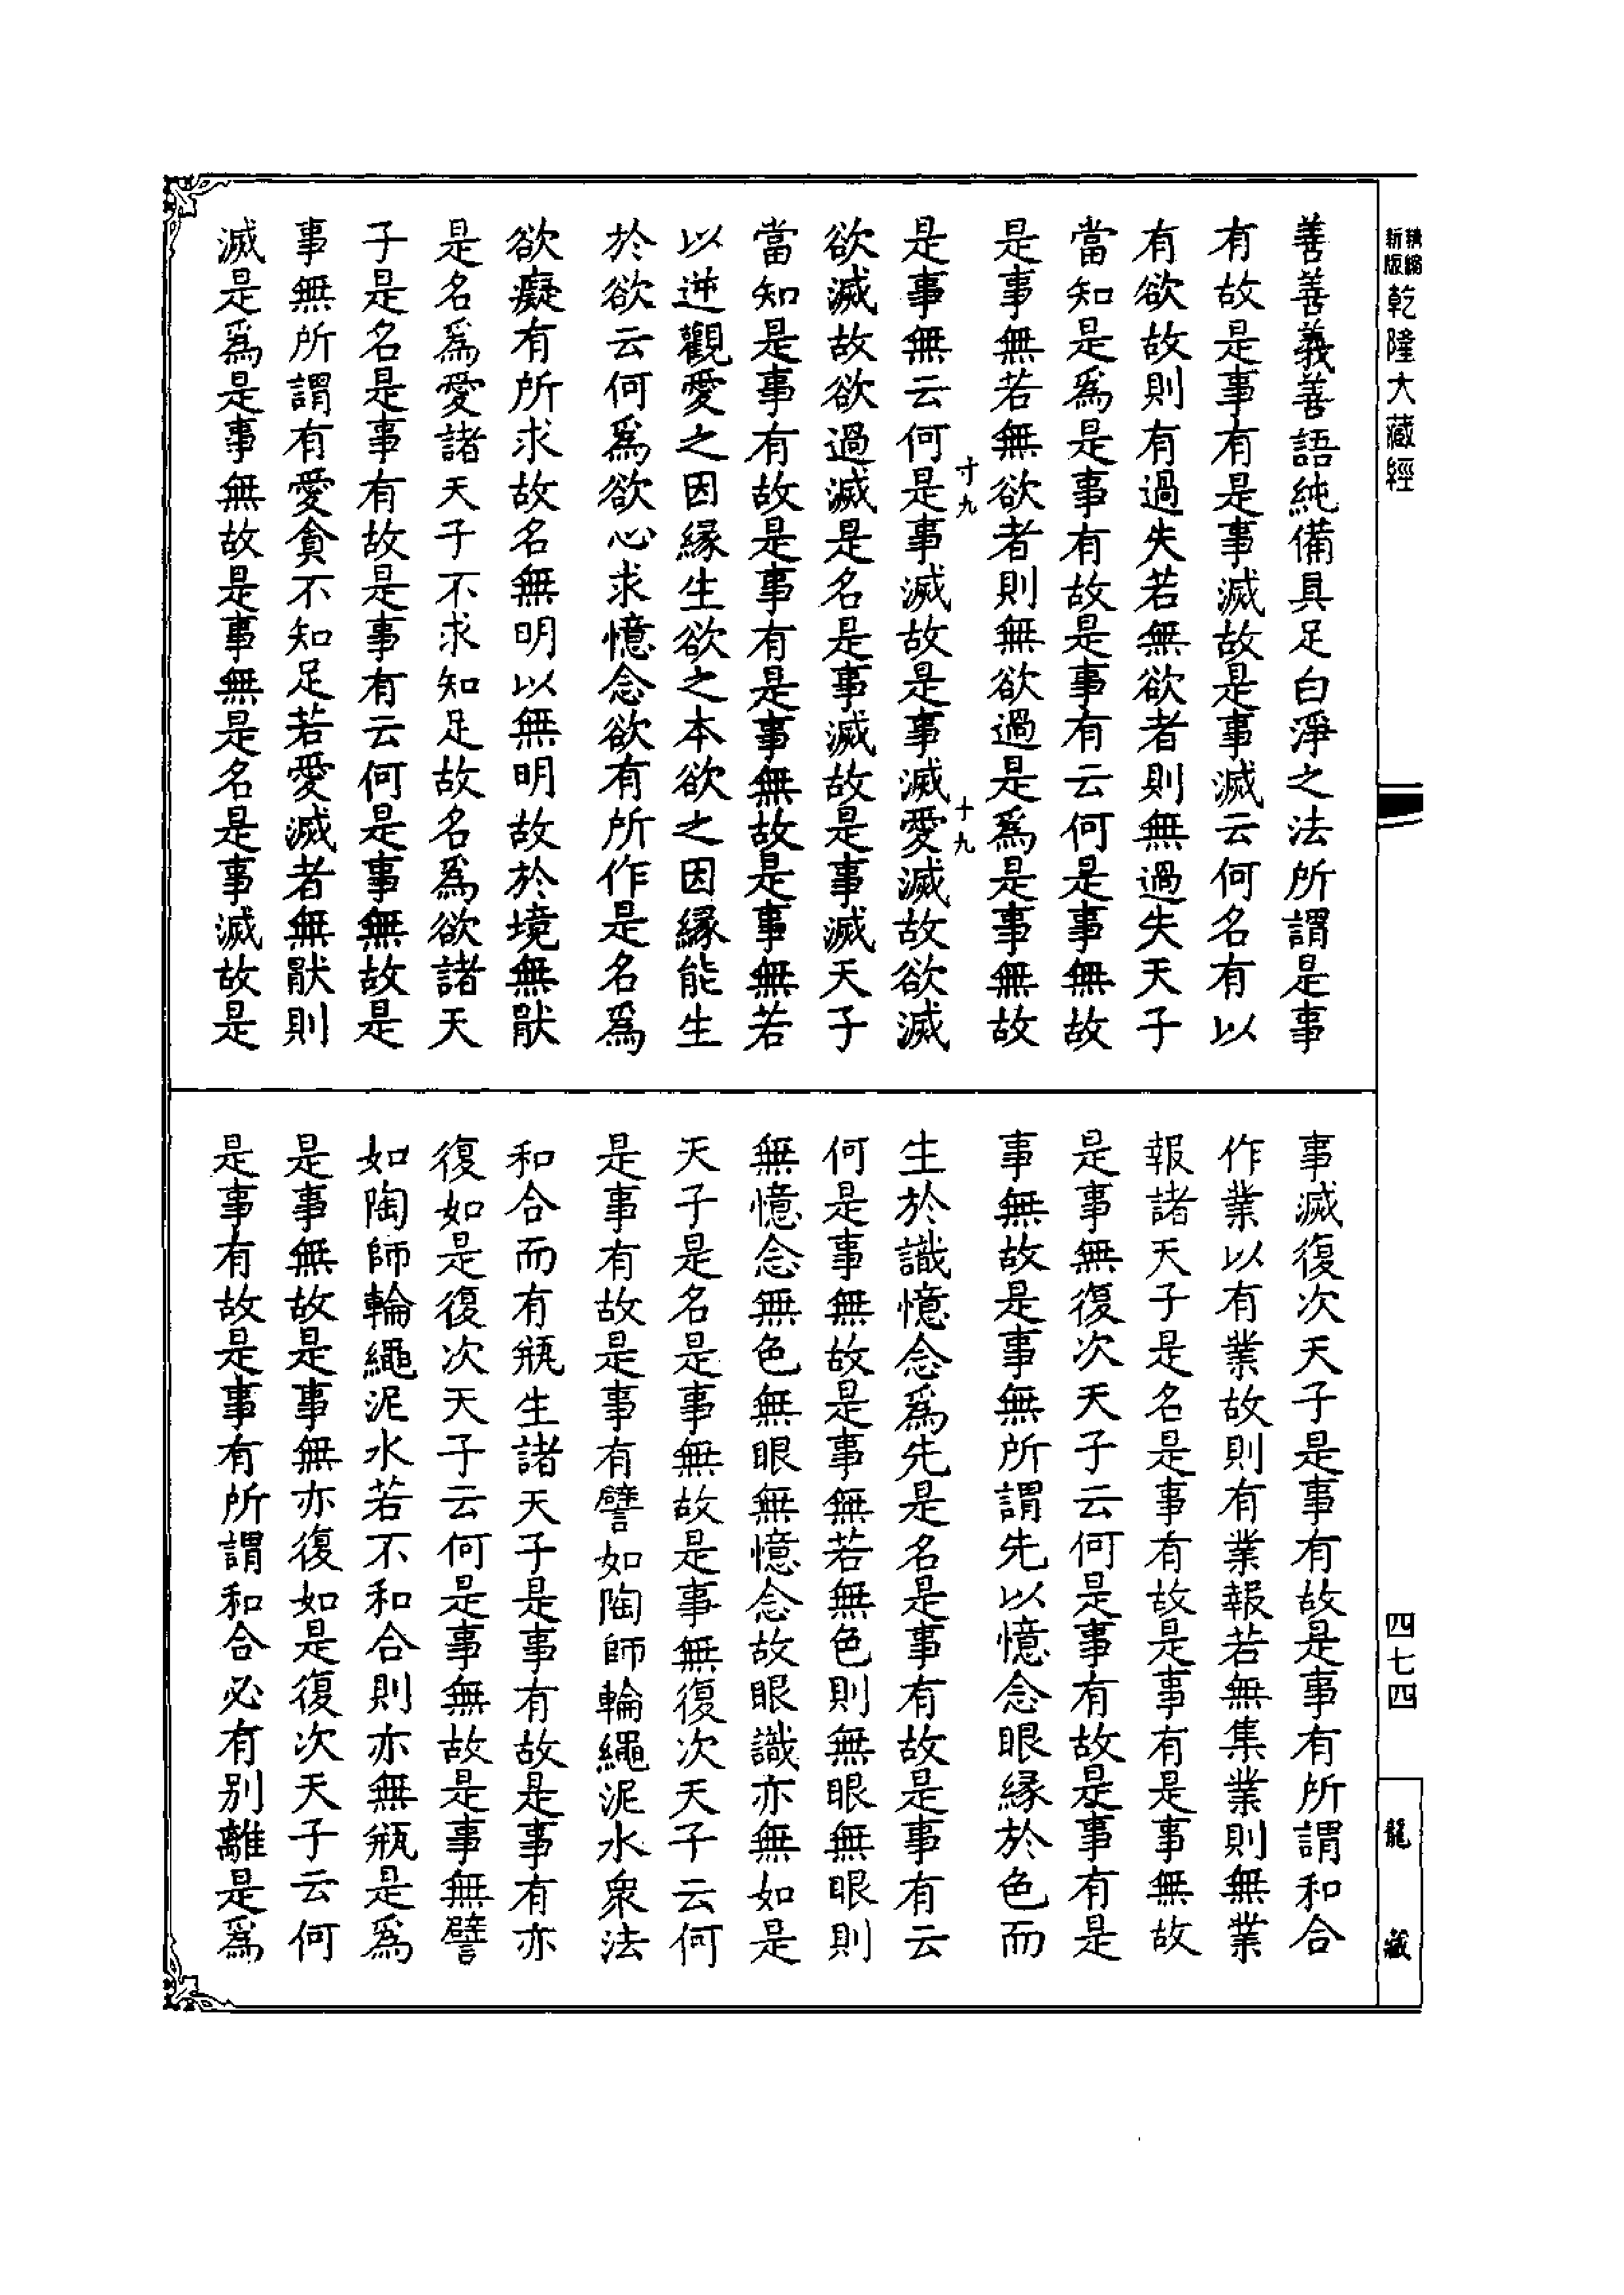 精縮新版乾隆大藏經
善善義善語純備具足白淨之法所謂是事
有故是事有是事滅故是事滅云何名有以
有欲故則有過失若無欲者則無過失天子
當知是爲是事有故是事有云何是事無故
是事無若無欲者則無欲過是爲是事無故
寸九
十九
是事無云何是事滅故是事滅愛滅故欲滅
欲滅故欲過滅是名是事滅故是事滅天子
當知是事有故是事有是事無故是事無若
以逆觀愛之因緣生欲之本欲之因緣能生
於欲云何爲欲心求憶念欲有所作是名爲
欲癡有所求故名無明以無明故於境無猒
是名爲愛諸天子不求知足故名爲欲諸天
子是名是事有故是事有云何是事無故是
事無所謂有愛貪不知足若愛滅者無猒則
滅是爲是事無故是事無是名是事滅故是
事滅復次天子是事有故是事有所謂和合
作業以有業故則有業報若無集業則無業
報諸天子是名是事有故是事有是事無故
是事無復次天子云何是事有故是事有是
事無故是事無所謂先以憶念眼緣於色而
生於識憶念爲先是名是事有故是事有云
何是事無故是事無若無色則無眼無眼則
無憶念無色無眼無憶念故眼識亦無如是
天子是名是事無故是事無復次天子云何
是事有故是事有譬如陶師輪繩泥水衆法
和合而有瓶生諸天子是事有故是事有亦
復如是復次天子云何是事無故是事無譬
如陶師輪繩泥水若不和合則亦無瓶是爲
是事無故是事無亦復如是復次天子云何
是事有故是事有所謂和合必有別離是爲
四七四
龍藏